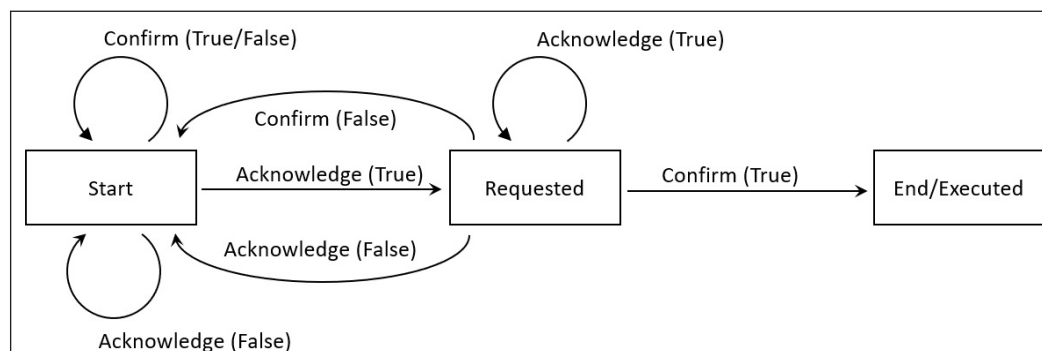 Confirm (True/False)
Acknowledge (True)
Confirm (False)
Start
Acknowledge (True)
Requested
Confirm (True)
End/Executed
Acknowledge (False)
Acknowledge (False)